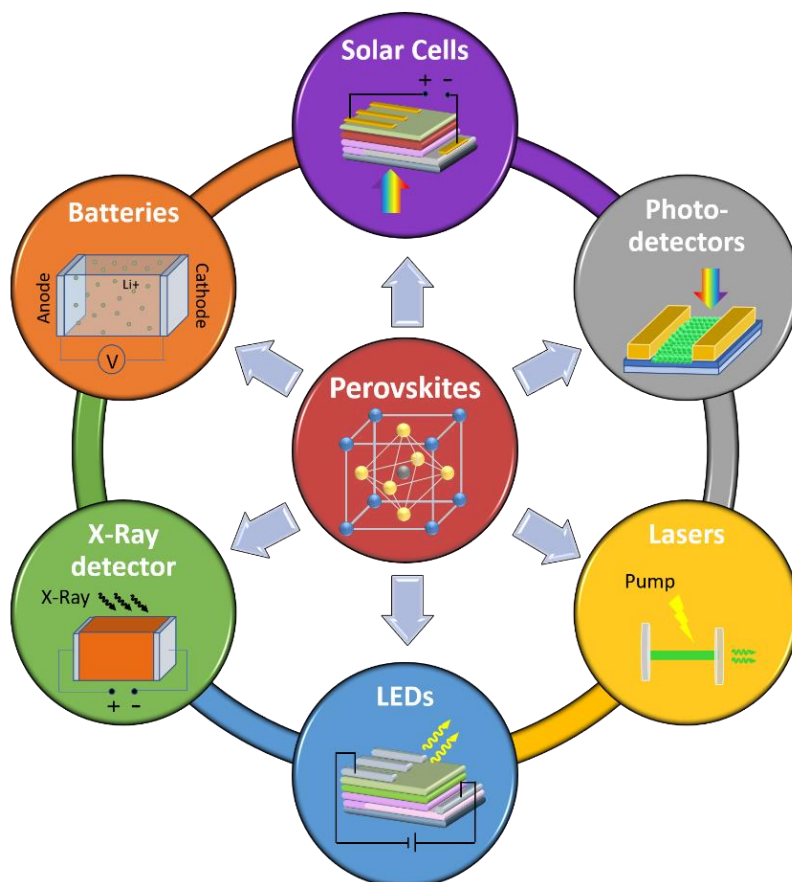 Solar Cells
+ −
Batteries
Li+
Anode
Cathode
V
Photo-
detectors
Perovskites
X-Ray
detector
X-Ray
+ −
Lasers
Pump
LEDs